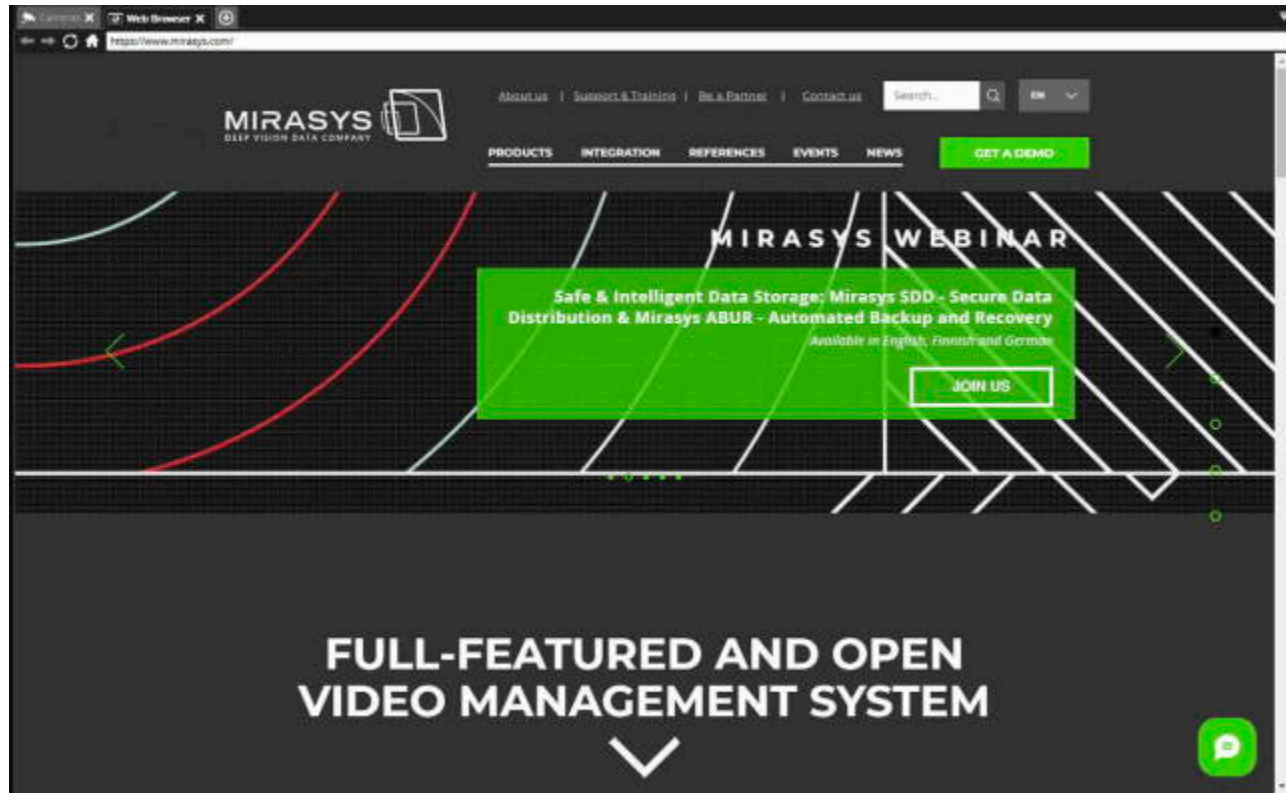 Cameras X Web Browser X
https://www.mirasys.com/
About us | Support & Training | Be a Partner | Contact us Search... EN
MIRASYS
DEEP VISION DATA COMPANY
PRODUCTS INTEGRATION REFERENCES EVENTS NEWS GET A DEMO
MIRASYS WEBINAR
Safe & Intelligent Data Storage: Mirasys SDD - Secure Data
Distribution & Mirasys ABUR - Automated Backup and Recovery
Available in English, Finnish and German
JOIN US
FULL-FEATURED AND OPEN
VIDEO MANAGEMENT SYSTEM